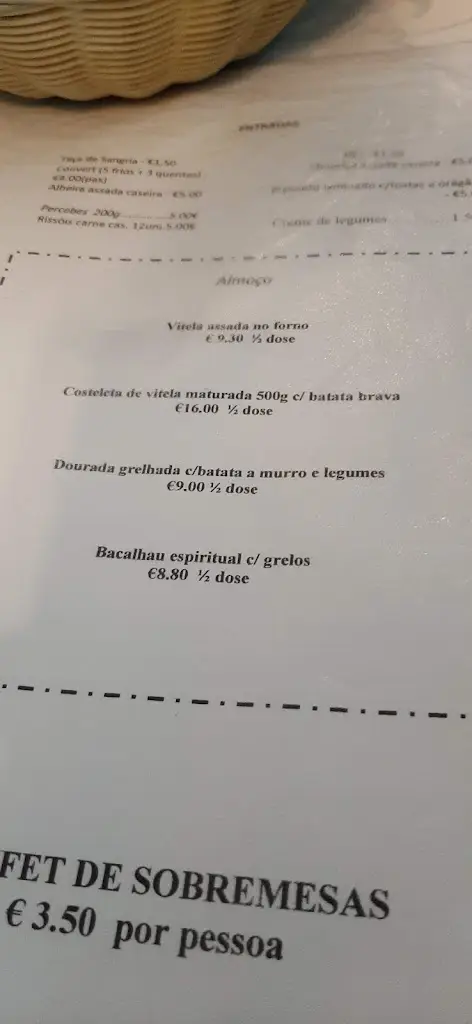 ENTRADAS
Taça de Sangria - €3.50
Couvert (5 frios + 3 quentes)
€8.00(pax)
Alheira assada caseira €5.00
Percebes 200g............ 5.00€
Rissóis carne cas. 12uni 5.00€
Creme de legumes
Almoço
Vitela assada no forno
€ 9.30 ½ dose
Costeleta de vitela maturada 500g c/ batata brava
€16.00 ½ dose
Dourada grelhada c/batata a murro e legumes
€9.00 ½ dose
Bacalhau espiritual c/ grelos
€8.80 ½ dose
FET DE SOBREMESAS
€ 3.50 por pessoa